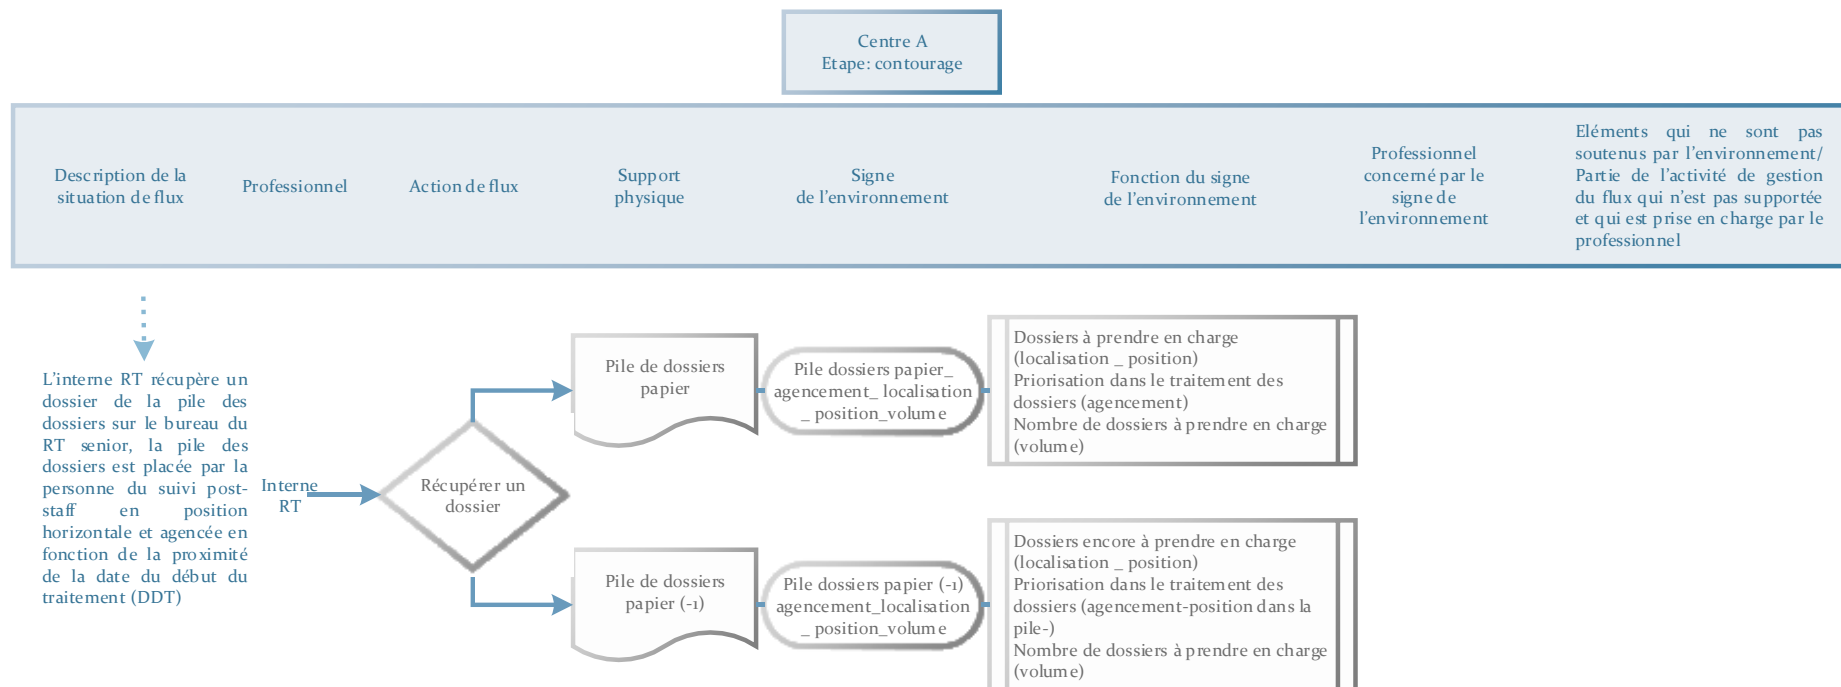 Centre A
Etape: contourage
Description de la
situation de flux
Professionnel
Action de flux
Support
physique
Signe
de l'environnement
Fonction du signe
de l'environnement
Professionnel
concerné par le
signe de
l'environnement
Eléments qui ne sont pas
soutenus par l'environnement/
Partie de l'activité de gestion
du flux qui n'est pas supportée
et qui est prise en charge par le
professionnel
L'interne RT récupère un
dossier de la pile des
dossiers sur le bureau du
RT senior, la pile des
dossiers est placée par la
personne du suivi post-
staff en position
horizontale et agencée en
fonction de la proximité
de la date du début du
traitement (DDT)
Interne
RT
Récupérer un
dossier
Pile de dossiers
papier
Pile dossiers papier_
agencement_ localisation
_ position_volume
Dossiers à prendre en charge
(localisation _ position)
Priorisation dans le traitement des
dossiers (agencement)
Nombre de dossiers à prendre en charge
(volume)
Pile de dossiers
papier (-1)
Pile dossiers papier (-1)
agencement_localisation
_ position_volume
Dossiers encore à prendre en charge
(localisation _ position)
Priorisation dans le traitement des
dossiers (agencement-position dans la
pile-)
Nombre de dossiers à prendre en charge
(volume)